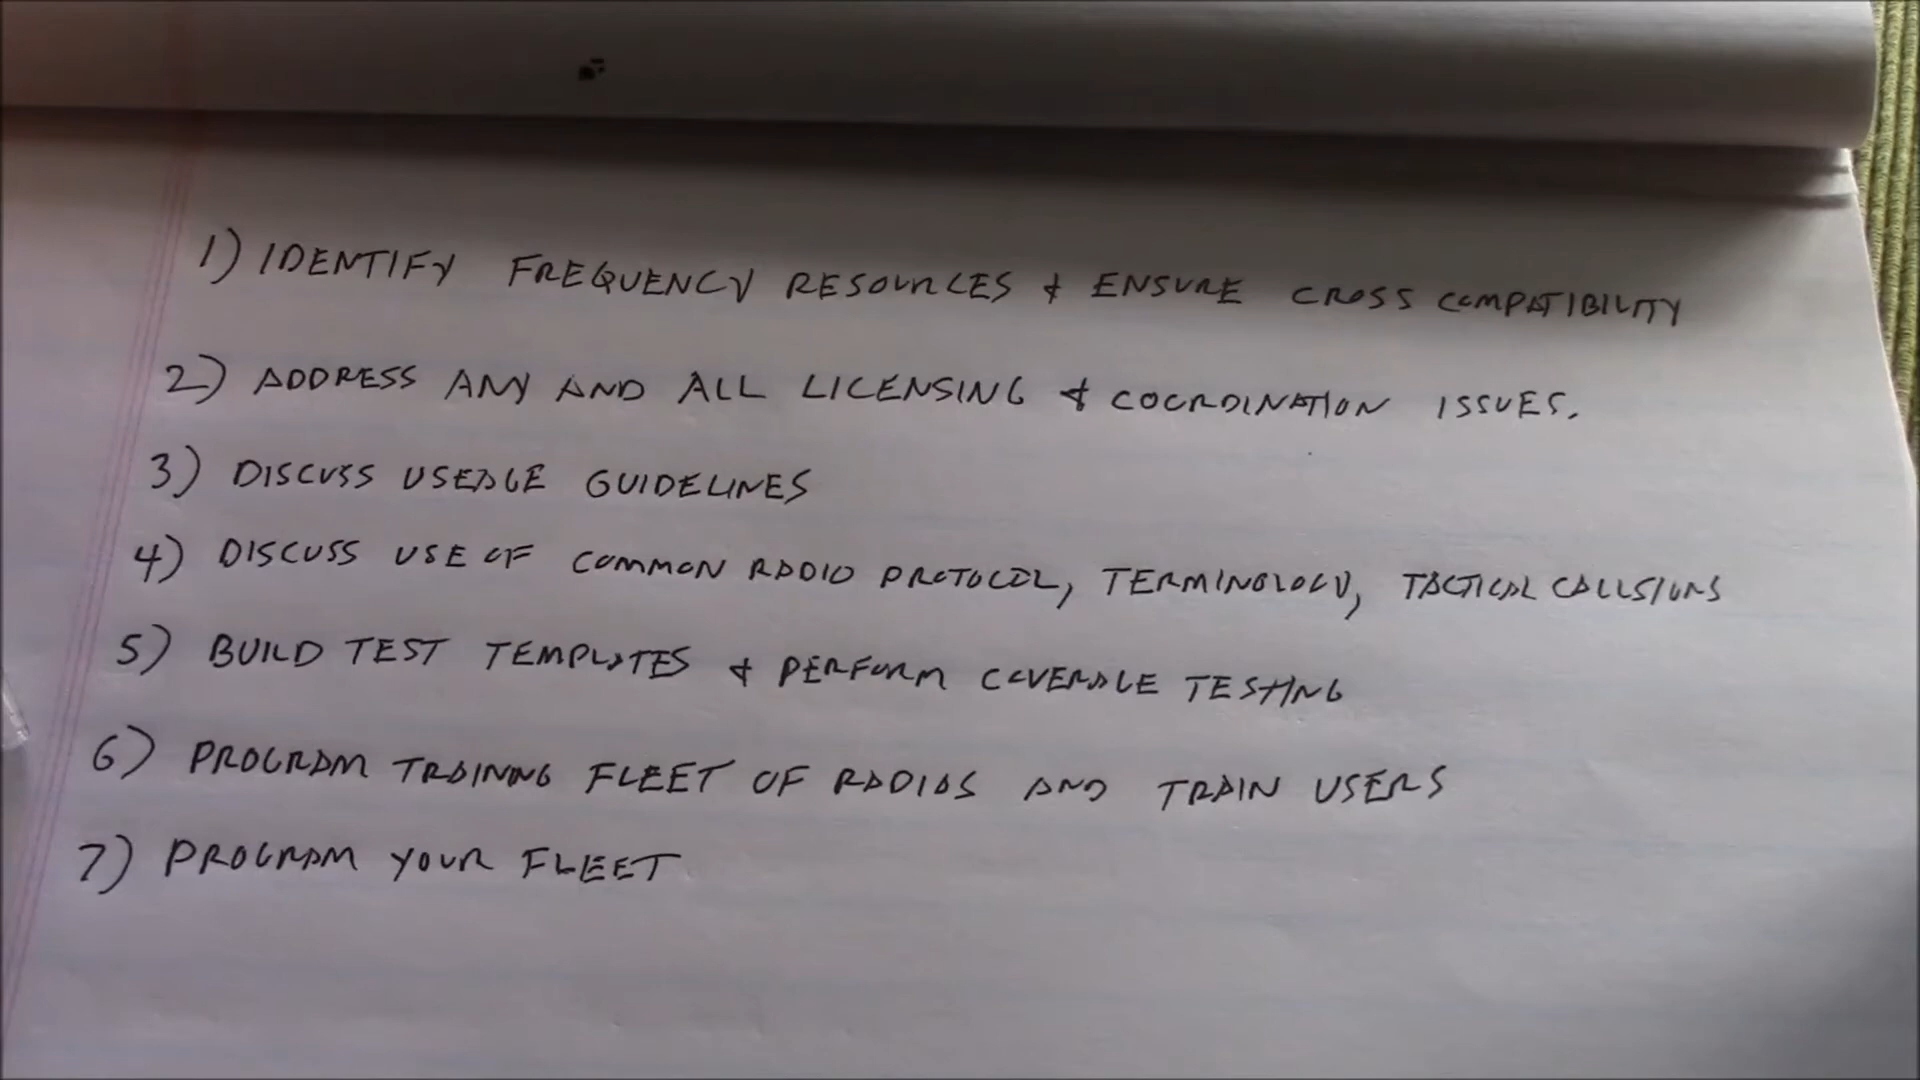 1) IDENTIFY FREQUENCY RESOURCES & ENSURE CROSS COMPATIBILITY
2) ADDRESS ANY AND ALL LICENSING & COORDINATION ISSUES.
3) DISCUSS USEAGE GUIDELINES
4) DISCUSS USE OF COMMON RADIO PROTOCOL, TERMINOLOGY, TACTICAL CALLSIGNS
5) BUILD TEST TEMPLATES & PERFORM COVERAGE TESTING
6) PROGRAM TRAINING FLEET OF RADIOS AND TRAIN USERS
7) PROGRAM YOUR FLEET